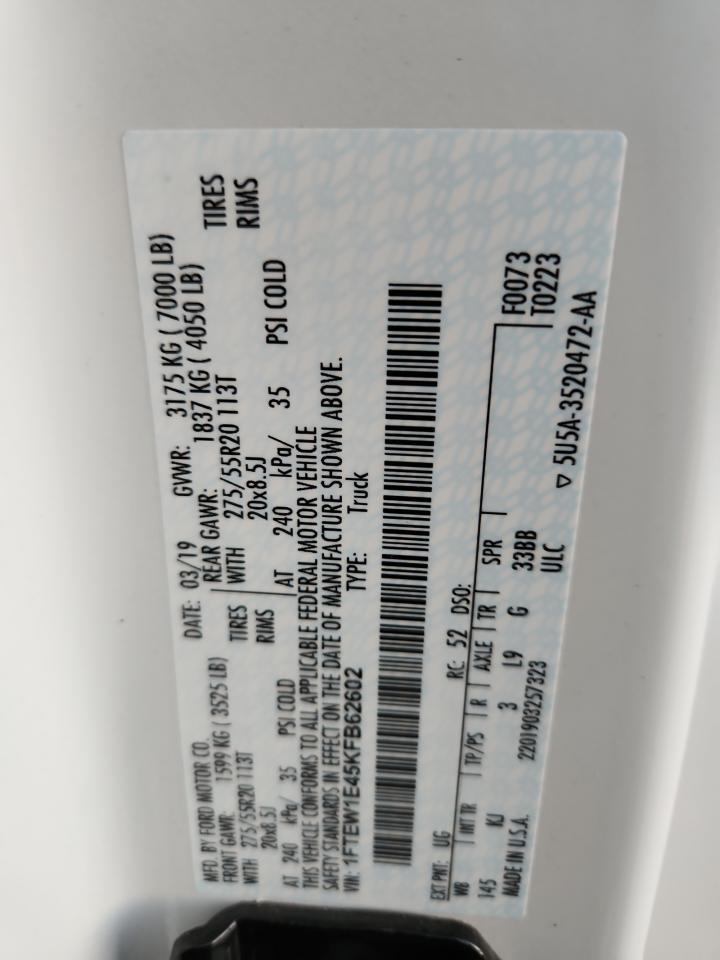 MFD. BY FORD MOTOR CO.
DATE: 03/19 GVWR: 3175 KG ( 7000 LB)
FRONT GAWR: 1599 KG ( 3525 LB) REAR GAWR: 1837 KG ( 4050 LB)
WITH 275/55R20 113T TIRES WITH 275/55R20 113T TIRES
20x8.5J RIMS 20x8.5J RIMS
AT 240 kPa/ 35 PSI COLD AT 240 kPa/ 35 PSI COLD
THIS VEHICLE CONFORMS TO ALL APPLICABLE FEDERAL MOTOR VEHICLE
SAFETY STANDARDS IN EFFECT ON THE DATE OF MANUFACTURE SHOWN ABOVE.
VIN: 1FTEW1E45KFB62602 TYPE: Truck
EXT PNT: UG RC: 52 DSO: F0073
WB INT TR TP/PS R AXLE TR SPR T0223
145 KJ 3 L9 G 33BB
MADE IN U.S.A. 2201903257323 ULC
▽ 5U5A-3520472-AA